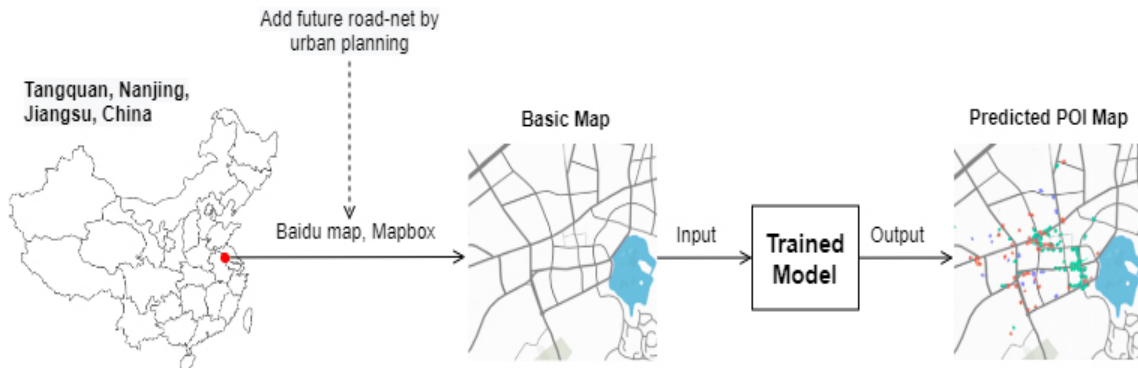 Add future road-net by
urban planning
Tangquan, Nanjing,
Jiangsu, China
Baidu map, Mapbox
Basic Map
Input
Trained
Model
Output
Predicted POI Map